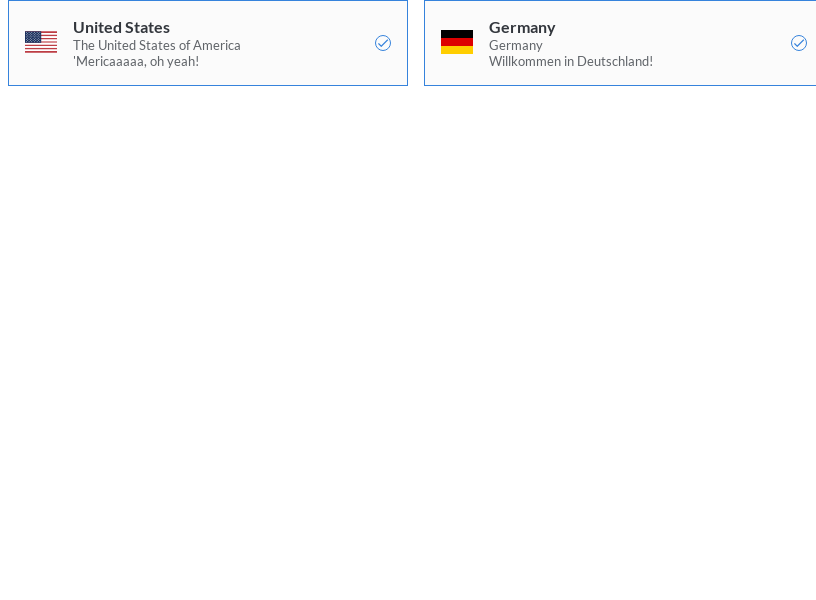 United States
The United States of America
'Mericaaaaa, oh yeah!
Germany
Germany
Willkommen in Deutschland!